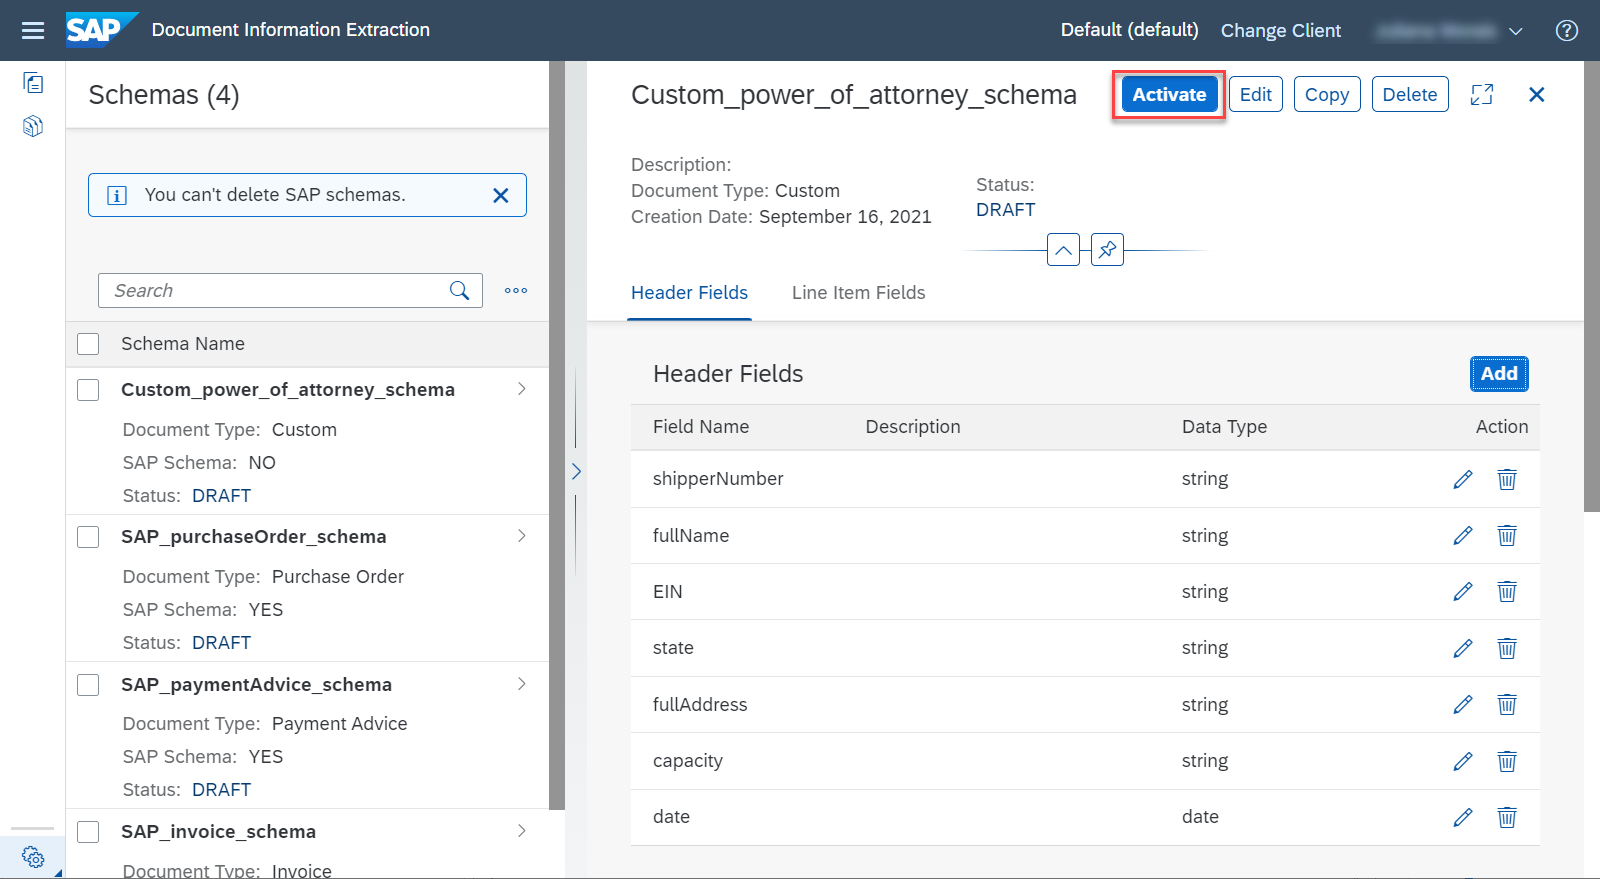 SAP Document Information Extraction
Default (default) Change Client
Schemas (4)
You can't delete SAP schemas.
Search
Schema Name
Custom_power_of_attorney_schema
Document Type: Custom
SAP Schema: NO
Status: DRAFT
SAP_purchaseOrder_schema
Document Type: Purchase Order
SAP Schema: YES
Status: DRAFT
SAP_paymentAdvice_schema
Document Type: Payment Advice
SAP Schema: YES
Status: DRAFT
SAP_invoice_schema
Document Type: Invoice
Custom_power_of_attorney_schema
Activate Edit Copy Delete
Description:
Document Type: Custom
Creation Date: September 16, 2021
Status:
DRAFT
Header Fields Line Item Fields
Header Fields Add
Field Name Description Data Type Action
shipperNumber string
fullName string
EIN string
state string
fullAddress string
capacity string
date date